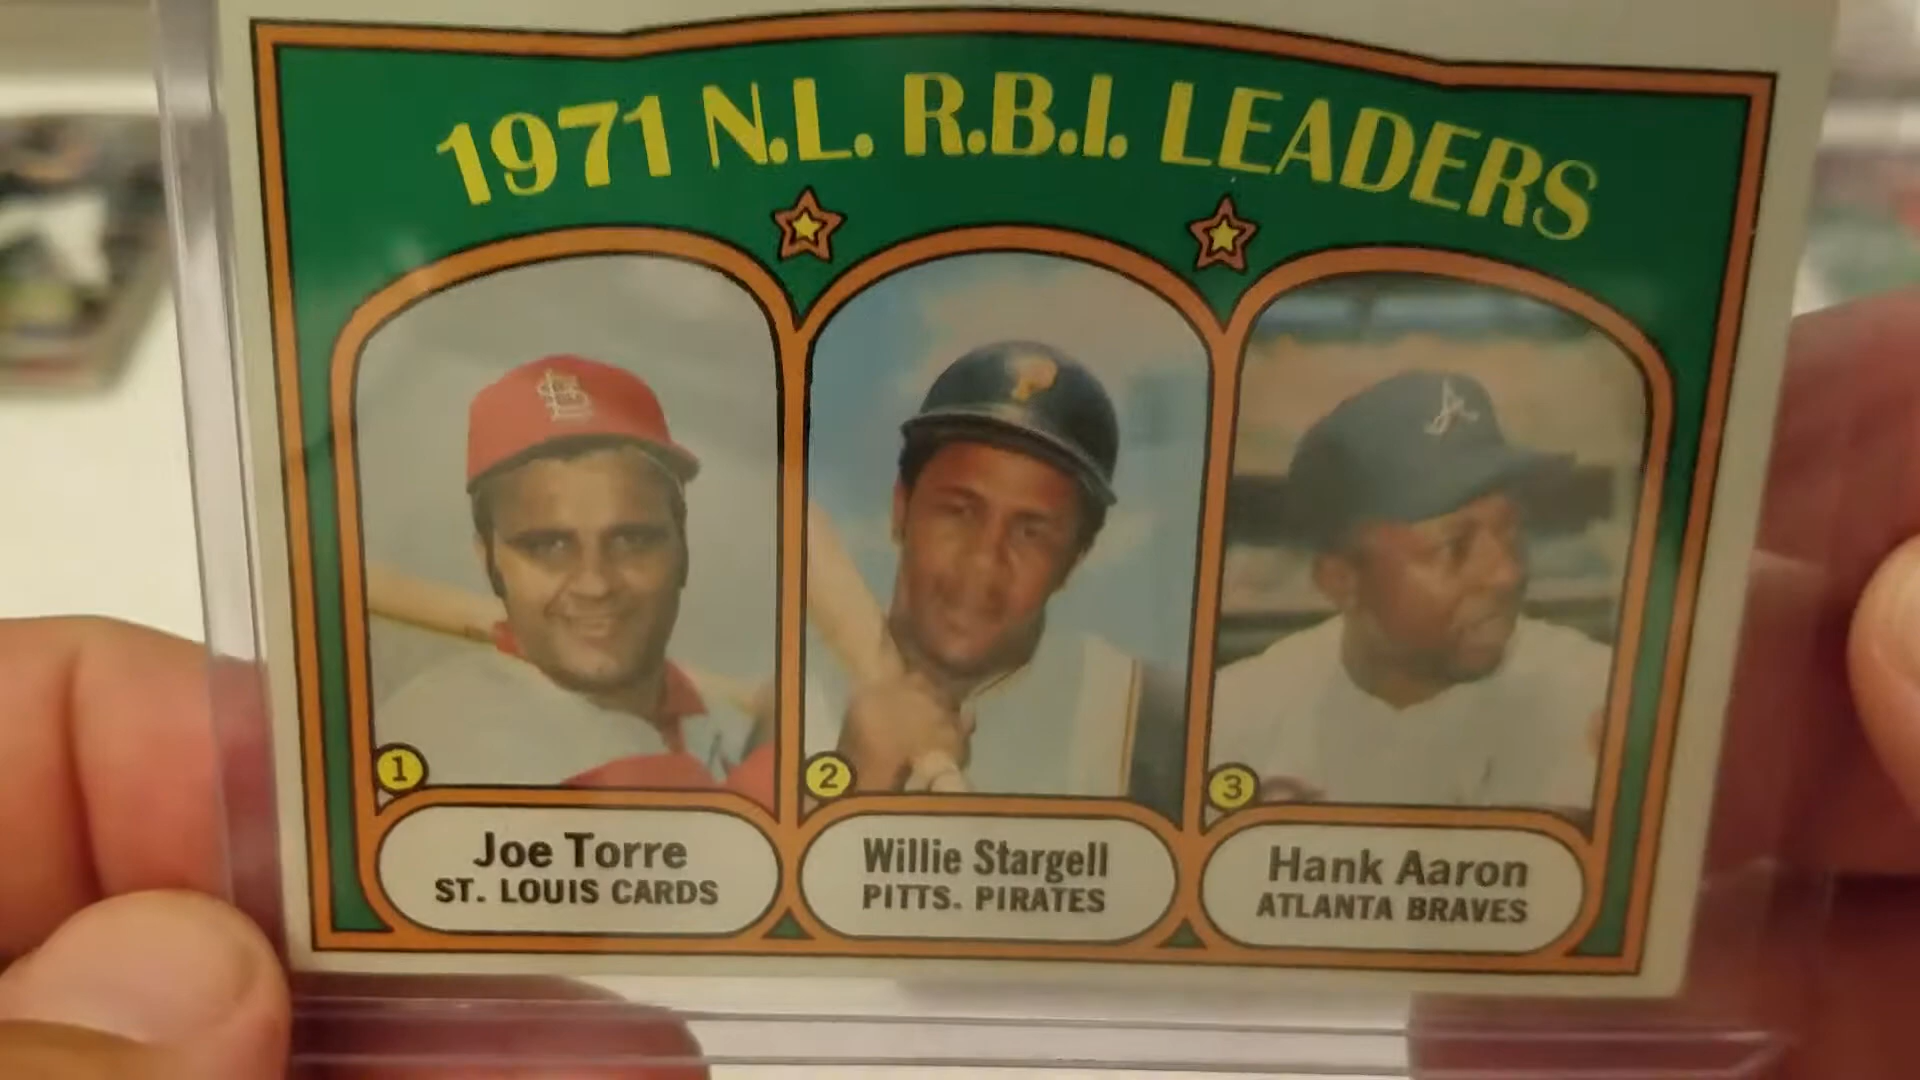 1971 N.L. R.B.I. LEADERS
1
2
3
Joe Torre
ST. LOUIS CARDS
Willie Stargell
PITTS. PIRATES
Hank Aaron
ATLANTA BRAVES